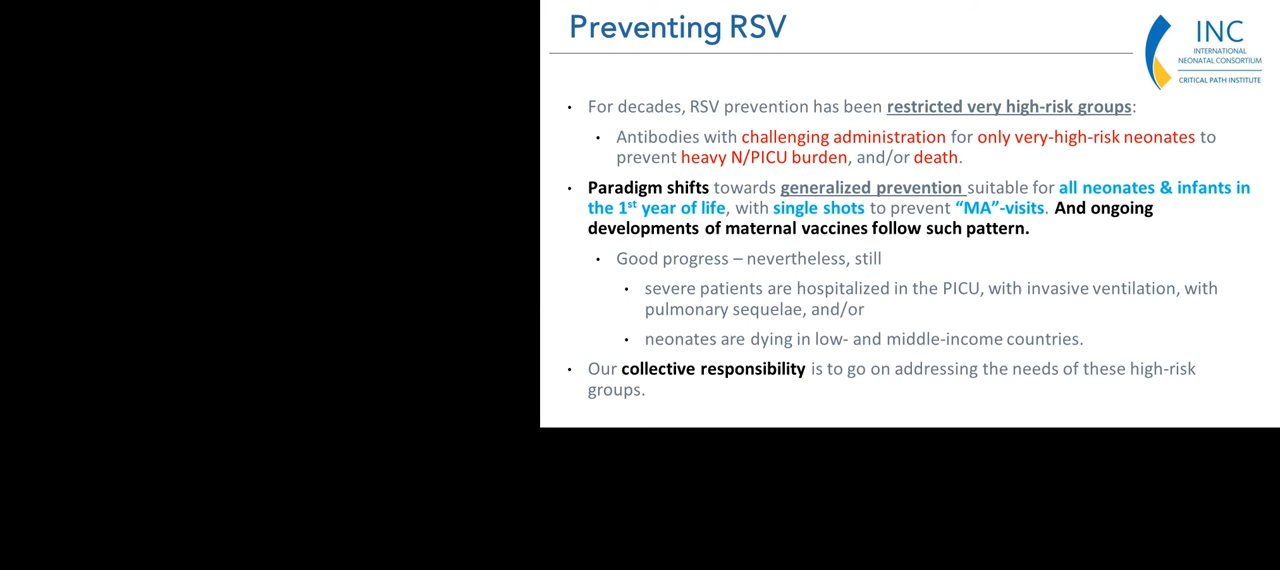 Preventing RSV
INC
INTERNATIONAL
NEONATAL CONSORTIUM
CRITICAL PATH INSTITUTE
• For decades, RSV prevention has been restricted very high-risk groups:
• Antibodies with challenging administration for only very-high-risk neonates to
prevent heavy N/PICU burden, and/or death.
• Paradigm shifts towards generalized prevention suitable for all neonates & infants in
the 1st year of life, with single shots to prevent “MA”-visits. And ongoing
developments of maternal vaccines follow such pattern.
• Good progress – nevertheless, still
• severe patients are hospitalized in the PICU, with invasive ventilation, with
pulmonary sequelae, and/or
• neonates are dying in low- and middle-income countries.
• Our collective responsibility is to go on addressing the needs of these high-risk
groups.